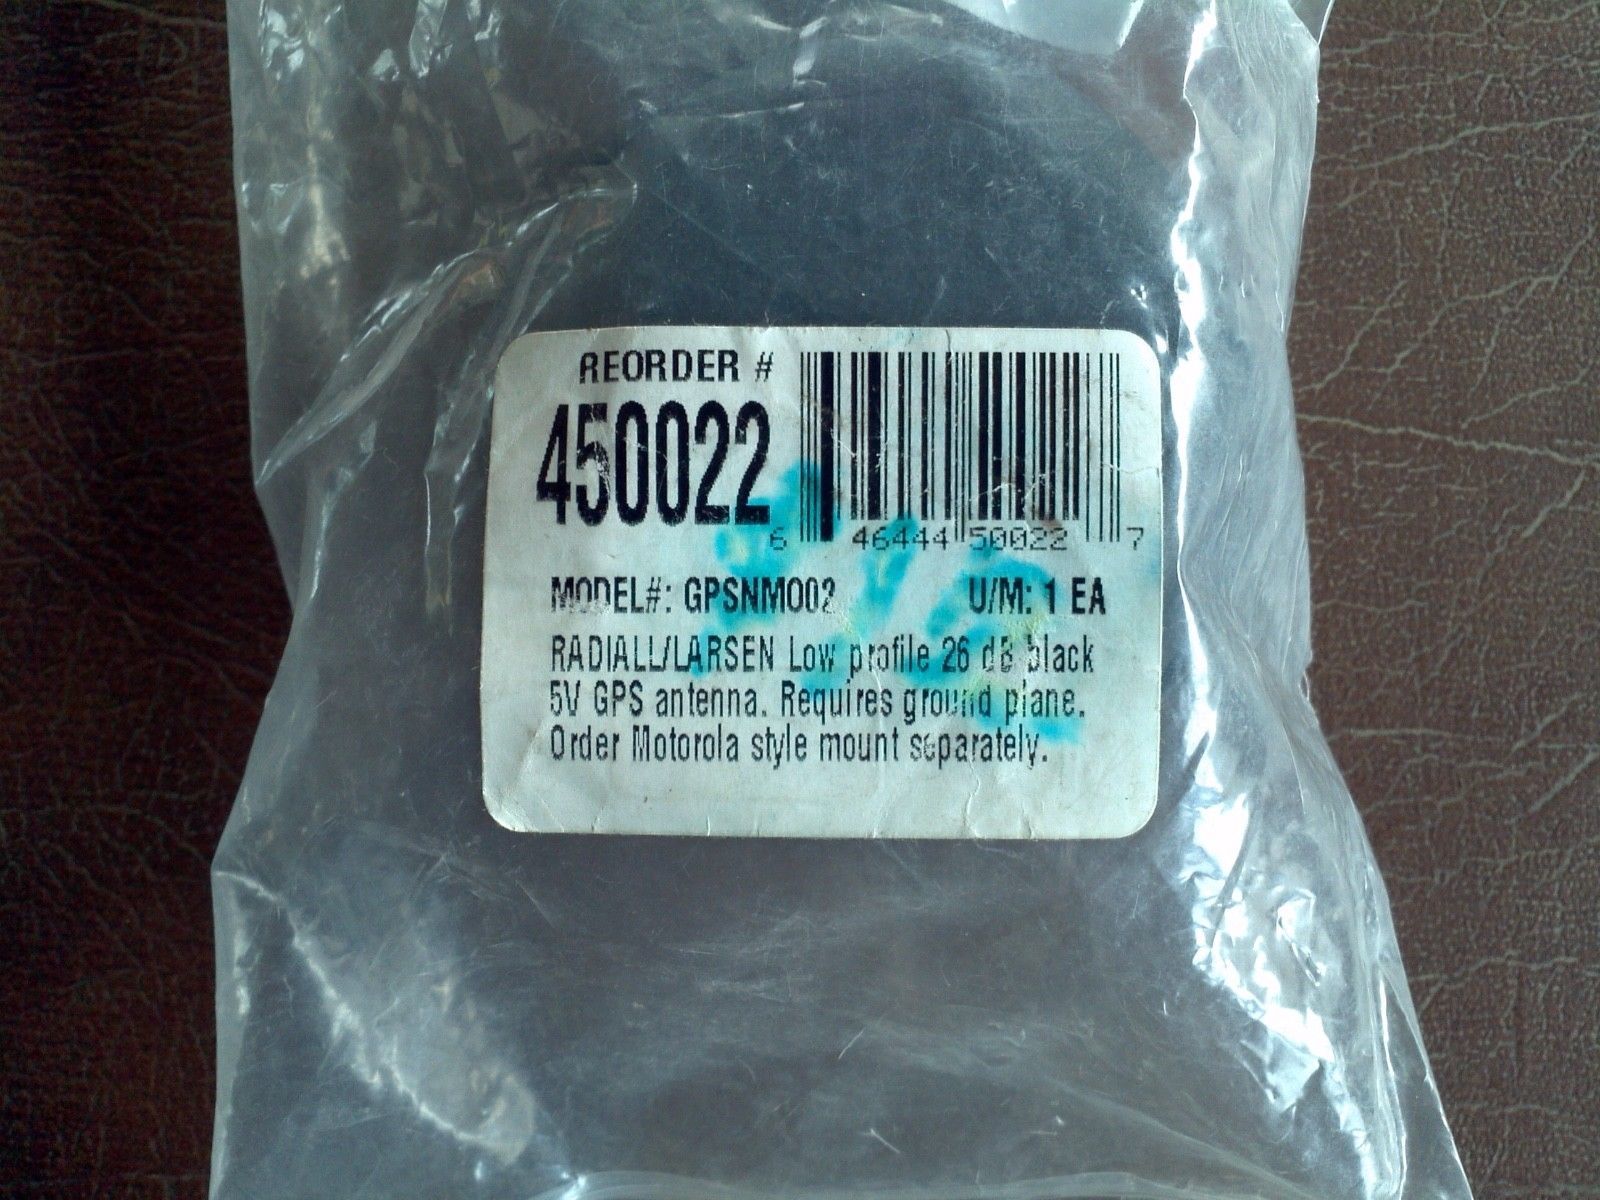 REORDER #
450022
6 46444 50022 7
MODEL#: GPSNMO02 U/M: 1 EA
RADIALL/LARSEN Low profile 26 dB black
5V GPS antenna. Requires ground plane.
Order Motorola style mount separately.